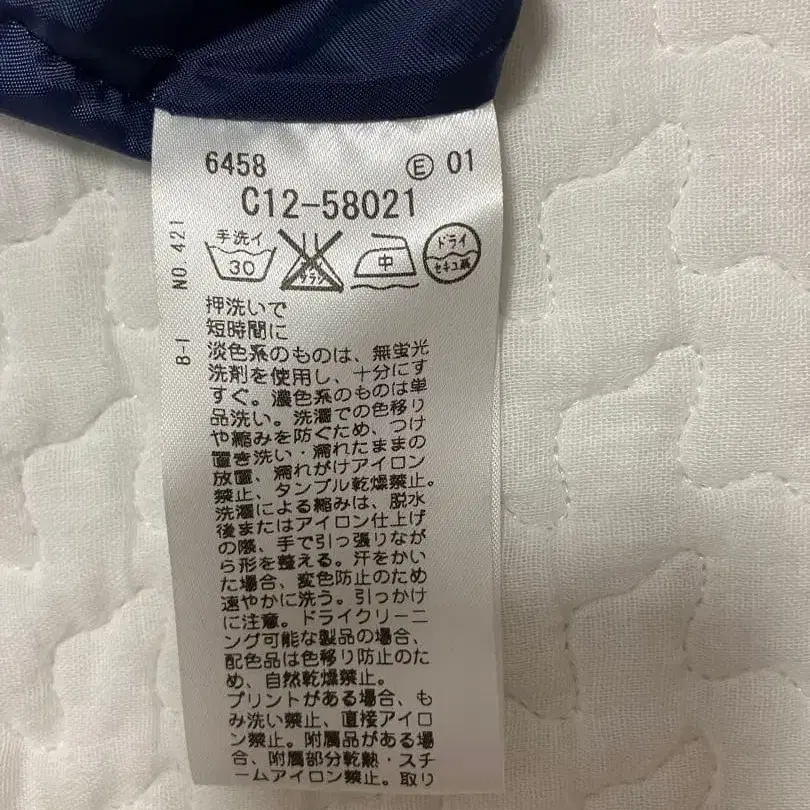 6458 Ⓔ 01
C12-58021
NO. 421
B-1
手洗イ
30
エンソ
サラシ
中
ドライ
セキユ系
押洗いで
短時間に
淡色系のものは、無蛍光
洗剤を使用し、十分にす
すぐ。濃色系のものは単
品洗い。洗濯での色移り
や縮みを防ぐため、つけ
置き洗い・濡れたままの
放置、濡れがけアイロン
禁止、タンブル乾燥禁止。
洗濯による縮みは、脱水
後またはアイロン仕上げ
の際、手で引っ張りなが
ら形を整える。汗をかい
た場合、変色防止のため
速やかに洗う。引っかけ
に注意。ドライクリーニ
ング可能な製品の場合、
配色品は色移り防止のた
め、自然乾燥禁止。
プリントがある場合、も
み洗い禁止、直接アイロ
ン禁止。附属品がある場
合、附属部分乾熱・スチ
ームアイロン禁止。取り